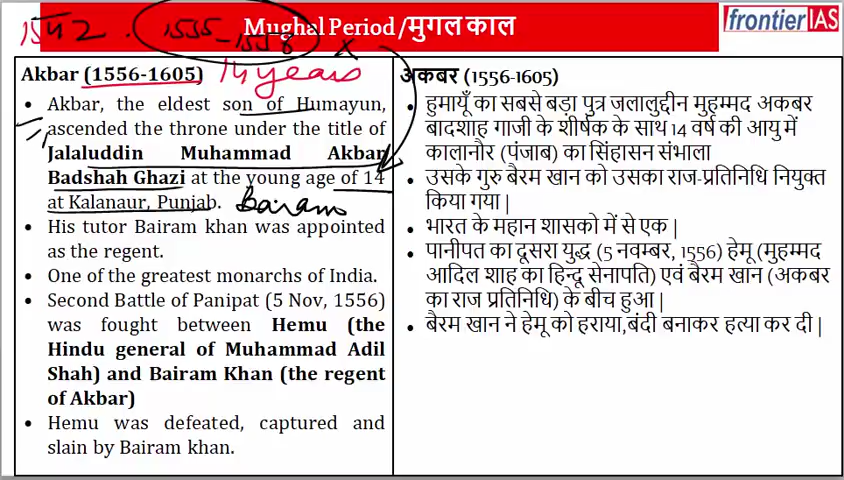 Mughal Period /मुगल काल
frontierIAS
1542 .
14 years
Akbar (1556-1605)
• Akbar, the eldest son of Humayun,
ascended the throne under the title of
Jalaluddin Muhammad Akbar
Badshah Ghazi at the young age of 14
at Kalanaur, Punjab. Bairam
• His tutor Bairam khan was appointed
as the regent.
• One of the greatest monarchs of India.
• Second Battle of Panipat (5 Nov, 1556)
was fought between Hemu (the
Hindu general of Muhammad Adil
Shah) and Bairam Khan (the regent
of Akbar)
• Hemu was defeated, captured and
slain by Bairam khan.
अकबर (1556-1605)
• हुमायूँ का सबसे बड़ा पुत्र जलालुद्दीन मुहम्मद अकबर
बादशाह गाजी के शीर्षक के साथ 14 वर्ष की आयु में
कालानौर (पंजाब) का सिंहासन संभाला
• उसके गुरु बैरम खान को उसका राज-प्रतिनिधि नियुक्त
किया गया |
• भारत के महान शासको में से एक |
• पानीपत का दूसरा युद्ध (5 नवम्बर, 1556) हेमू (मुहम्मद
आदिल शाह का हिन्दू सेनापति) एवं बैरम खान (अकबर
का राज प्रतिनिधि) के बीच हुआ |
• बैरम खान ने हेमू को हराया,बंदी बनाकर हत्या कर दी |